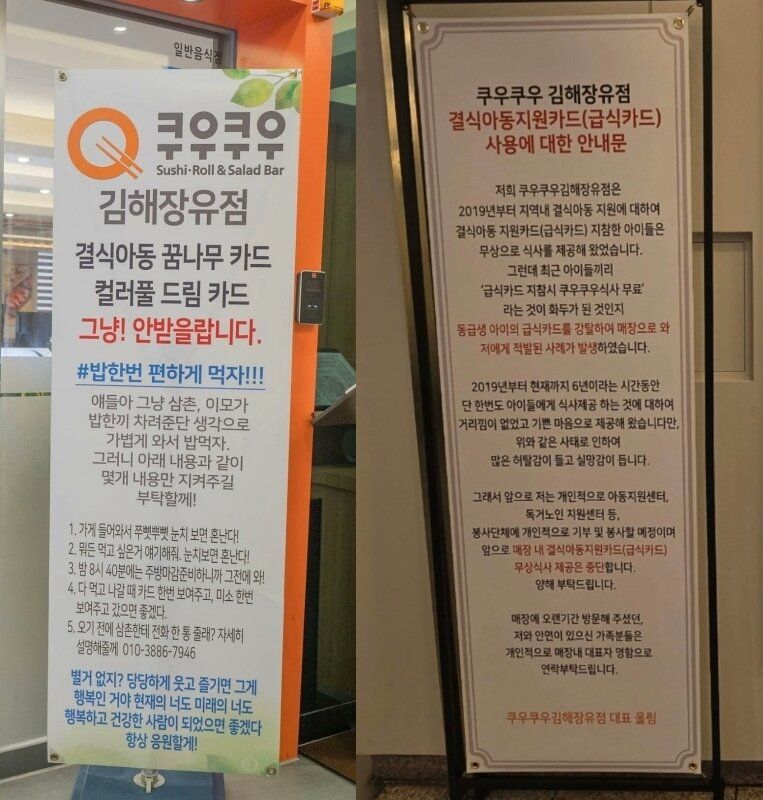 일반음식점
쿠우쿠우
Sushi·Roll & Salad Bar
김해장유점
결식아동 꿈나무 카드
컬러풀 드림 카드
그냥! 안받을랍니다.
#밥한번 편하게 먹자!!!
얘들아 그냥 삼촌, 이모가
밥한끼 차려준단 생각으로
가볍게 와서 밥먹자.
그러니 아래 내용과 같이
몇개 내용만 지켜주길
부탁할께!
1. 가게 들어와서 쭈뼛쭈뼛 눈치 보면 혼난다!
2. 뭐든 먹고 싶은거 얘기해줘. 눈치보면 혼난다!
3. 밤 8시 40분에는 주방마감준비하니까 그전에 와!
4. 다 먹고 나갈 때 카드 한번 보여주고, 미소 한번
보여주고 갔으면 좋겠다.
5. 오기 전에 삼촌한테 전화 한 통 줄래? 자세히
설명해줄께 010-3886-7946
별거 없지? 당당하게 웃고 즐기면 그게
행복인 거야 현재의 너도 미래의 너도
행복하고 건강한 사람이 되었으면 좋겠다
항상 응원할게!
쿠우쿠우 김해장유점
결식아동지원카드(급식카드)
사용에 대한 안내문
저희 쿠우쿠우김해장유점은
2019년부터 지역내 결식아동 지원에 대하여
결식아동 지원카드(급식카드) 지참한 아이들은
무상으로 식사를 제공해 왔었습니다.
그런데 최근 아이들끼리
'급식카드 지참시 쿠우쿠우식사 무료'
라는 것이 화두가 된 것인지
동급생 아이의 급식카드를 강탈하여 매장으로 와
저에게 적발된 사례가 발생하였습니다.
2019년부터 현재까지 6년이라는 시간동안
단 한번도 아이들에게 식사제공 하는 것에 대하여
거리낌이 없었고 기쁜 마음으로 제공해 왔습니다만,
위와 같은 사태로 인하여
많은 허탈감이 들고 실망감이 듭니다.
그래서 앞으로 저는 개인적으로 아동지원센터,
독거노인 지원센터 등,
봉사단체에 개인적으로 기부 및 봉사할 예정이며
앞으로 매장 내 결식아동지원카드(급식카드)
무상식사 제공은 중단합니다.
양해 부탁드립니다.
매장에 오랜기간 방문해 주셨던,
저와 안면이 있으신 가족분들은
개인적으로 매장내 대표자 명함으로
연락부탁드립니다.
쿠우쿠우김해장유점 대표 올림